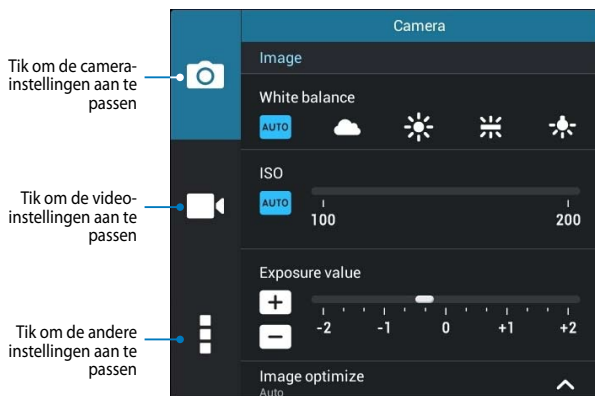 Camera
Tik om de camera-
instellingen aan te
passen
Image
White balance
AUTO
Tik om de video-
instellingen aan te
passen
ISO
AUTO
100 200
Tik om de andere
instellingen aan te
passen
Exposure value
+
-2 -1 0 +1 +2
−
Image optimize
Auto